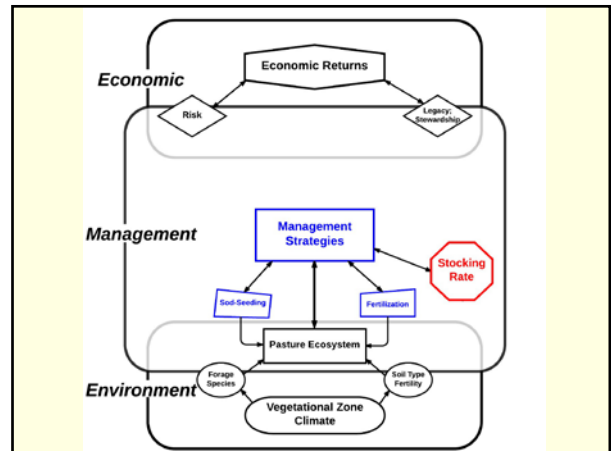 Economic Returns
Economic
Risk
Legacy;
Stewardship
Management
Strategies
Management
Stocking
Rate
Sod-Seeding
Fertilization
Pasture Ecosystem
Forage
Species
Soil Type
Fertility
Environment
Vegetational Zone
Climate